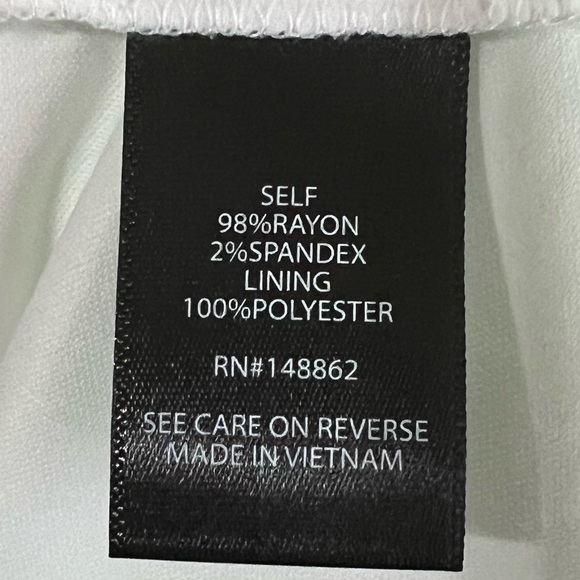 SELF
98%RAYON
2%SPANDEX
LINING
100%POLYESTER
RN#148862
SEE CARE ON REVERSE
MADE IN VIETNAM